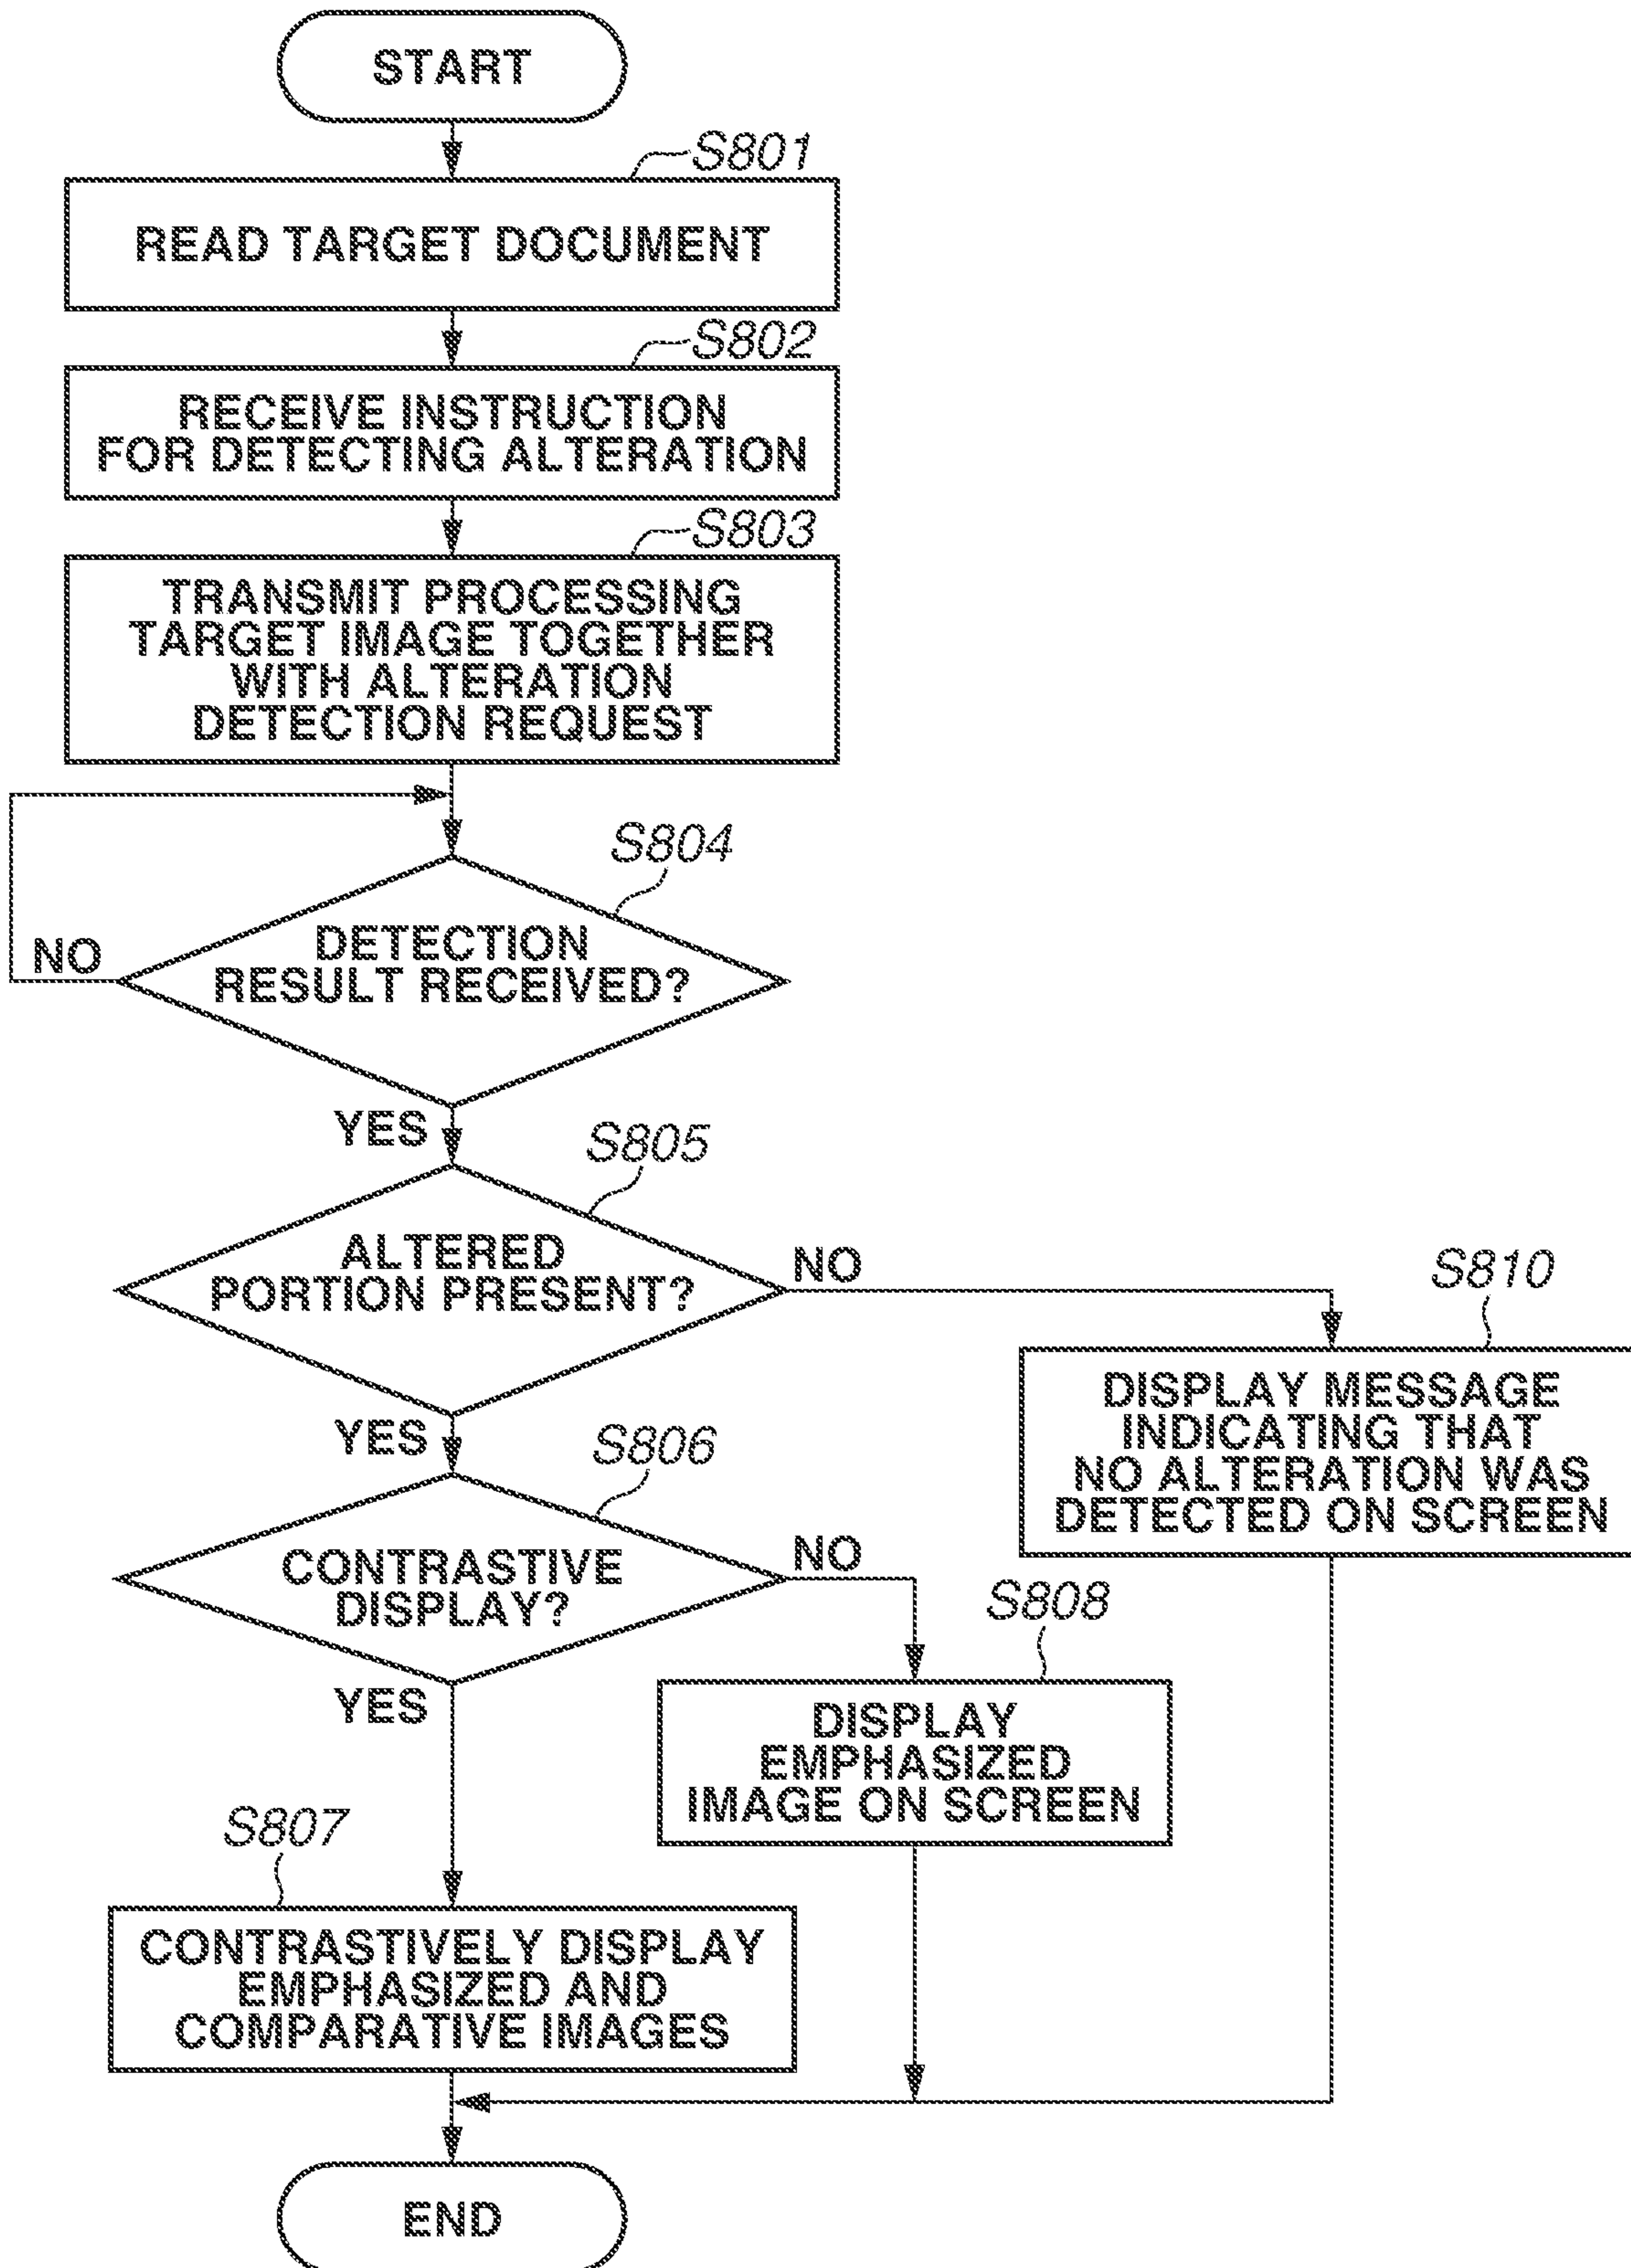 START
S801
READ TARGET DOCUMENT
S802
RECEIVE INSTRUCTION
FOR DETECTING ALTERATION
S803
TRANSMIT PROCESSING
TARGET IMAGE TOGETHER
WITH ALTERATION
DETECTION REQUEST
S804
DETECTION
RESULT RECEIVED?
NO
YES
S805
ALTERED
PORTION PRESENT?
NO
YES
S810
DISPLAY MESSAGE
INDICATING THAT
NO ALTERATION WAS
DETECTED ON SCREEN
S806
CONTRASTIVE
DISPLAY?
NO
YES
S808
DISPLAY
EMPHASIZED
IMAGE ON SCREEN
S807
CONTRASTIVELY DISPLAY
EMPHASIZED AND
COMPARATIVE IMAGES
END